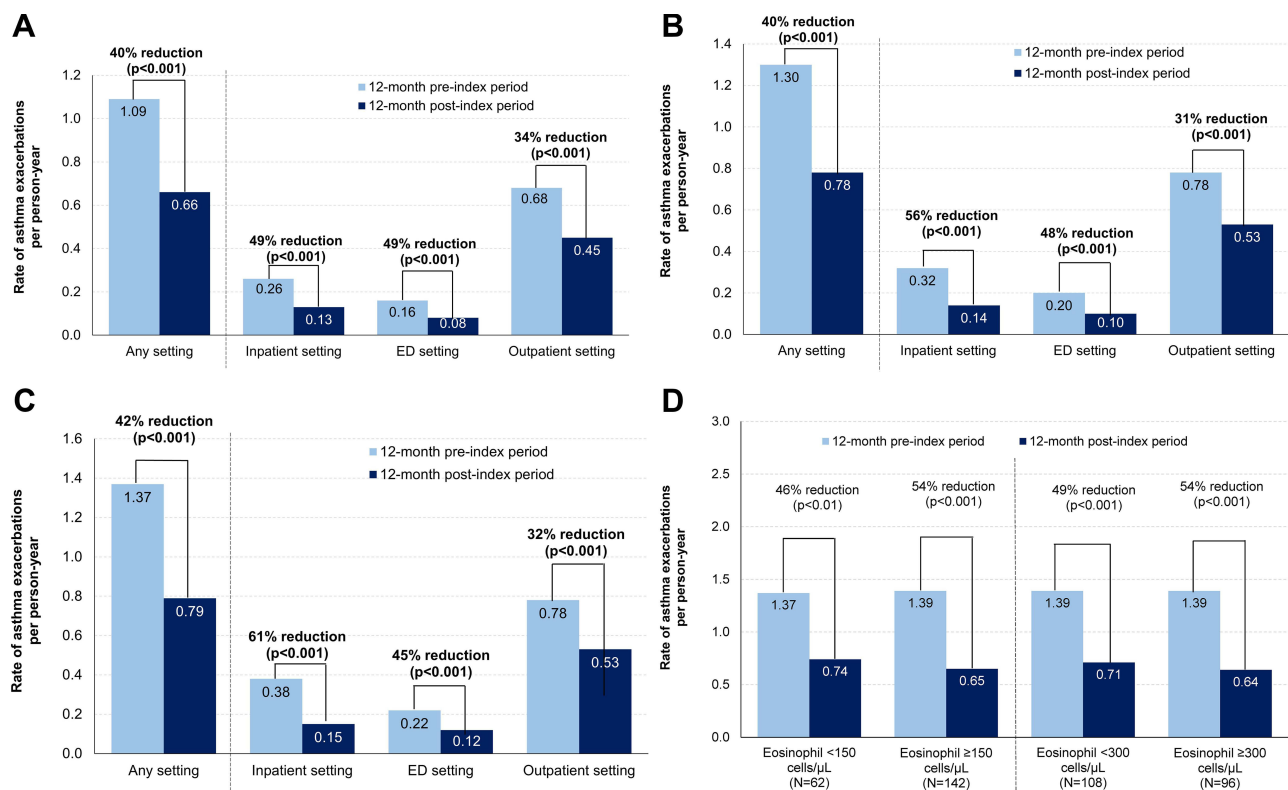 A
40% reduction
(p<0.001)
12-month pre-index period
12-month post-index period
34% reduction
(p<0.001)
49% reduction
(p<0.001)
49% reduction
(p<0.001)
Rate of asthma exacerbations
per person-year
1.2
1.0
0.8
0.6
0.4
0.2
0.0
1.09
0.66
0.26
0.13
0.16
0.08
0.68
0.45
Any setting
Inpatient setting
ED setting
Outpatient setting
B
40% reduction
(p<0.001)
12-month pre-index period
12-month post-index period
31% reduction
(p<0.001)
56% reduction
(p<0.001)
48% reduction
(p<0.001)
Rate of asthma exacerbations
per person-year
1.4
1.2
1.0
0.8
0.6
0.4
0.2
0.0
1.30
0.78
0.32
0.14
0.20
0.10
0.78
0.53
Any setting
Inpatient setting
ED setting
Outpatient setting
C
42% reduction
(p<0.001)
12-month pre-index period
12-month post-index period
32% reduction
(p<0.001)
61% reduction
(p<0.001)
45% reduction
(p<0.001)
Rate of asthma exacerbations
per person-year
1.6
1.4
1.2
1.0
0.8
0.6
0.4
0.2
0.0
1.37
0.79
0.38
0.15
0.22
0.12
0.78
0.53
Any setting
Inpatient setting
ED setting
Outpatient setting
D
12-month pre-index period
12-month post-index period
46% reduction
(p<0.01)
54% reduction
(p<0.001)
49% reduction
(p<0.001)
54% reduction
(p<0.001)
Rate of asthma exacerbations
per person-year
3.0
2.5
2.0
1.5
1.0
0.5
0.0
1.37
0.74
1.39
0.65
1.39
0.71
1.39
0.64
Eosinophil <150
cells/µL
(N=62)
Eosinophil ≥150
cells/µL
(N=142)
Eosinophil <300
cells/µL
(N=108)
Eosinophil ≥300
cells/µL
(N=96)